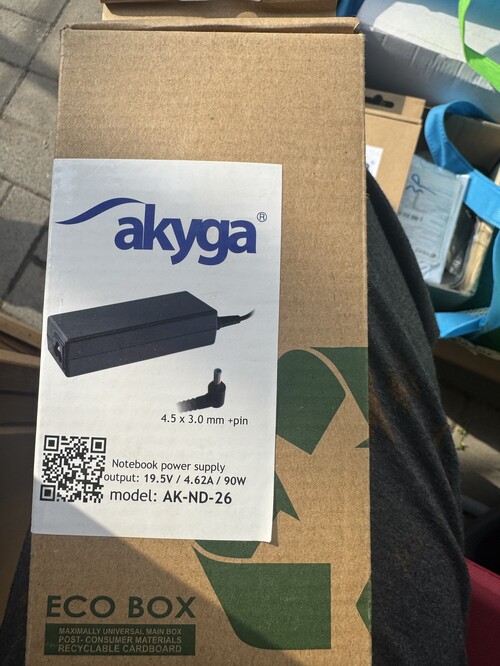 akyga®
4.5 x 3.0 mm +pin
Notebook power supply
output: 19.5V / 4.62A / 90W
model: AK-ND-26
ECO BOX
MAXIMALLY UNIVERSAL MAIN BOX
POST- CONSUMER MATERIALS
RECYCLABLE CARDBOARD